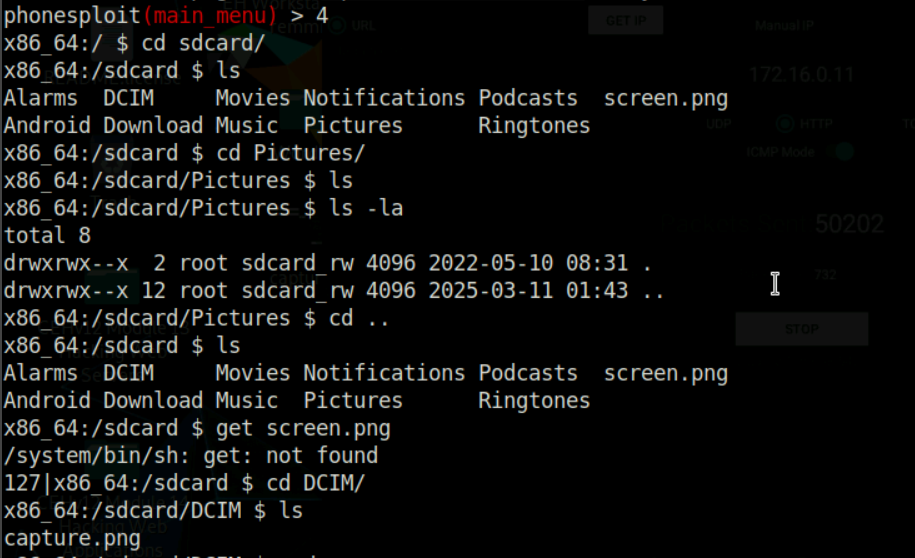 phonesploit(main_menu) > 4
x86_64:/ $ cd sdcard/
x86_64:/sdcard $ ls
Alarms DCIM Movies Notifications Podcasts screen.png
Android Download Music Pictures Ringtones
x86_64:/sdcard $ cd Pictures/
x86_64:/sdcard/Pictures $ ls
x86_64:/sdcard/Pictures $ ls -la
total 8
drwxrwx--x 2 root sdcard_rw 4096 2022-05-10 08:31 .
drwxrwx--x 12 root sdcard_rw 4096 2025-03-11 01:43 ..
x86_64:/sdcard/Pictures $ cd ..
x86_64:/sdcard $ ls
Alarms DCIM Movies Notifications Podcasts screen.png
Android Download Music Pictures Ringtones
x86_64:/sdcard $ get screen.png
/system/bin/sh: get: not found
127|x86_64:/sdcard $ cd DCIM/
x86_64:/sdcard/DCIM $ ls
capture.png
URL
GET IP
Manual IP
172.16.0.11
UDP
HTTP
ICMP Mode
50202
732
STOP
Hacking Web
Applications